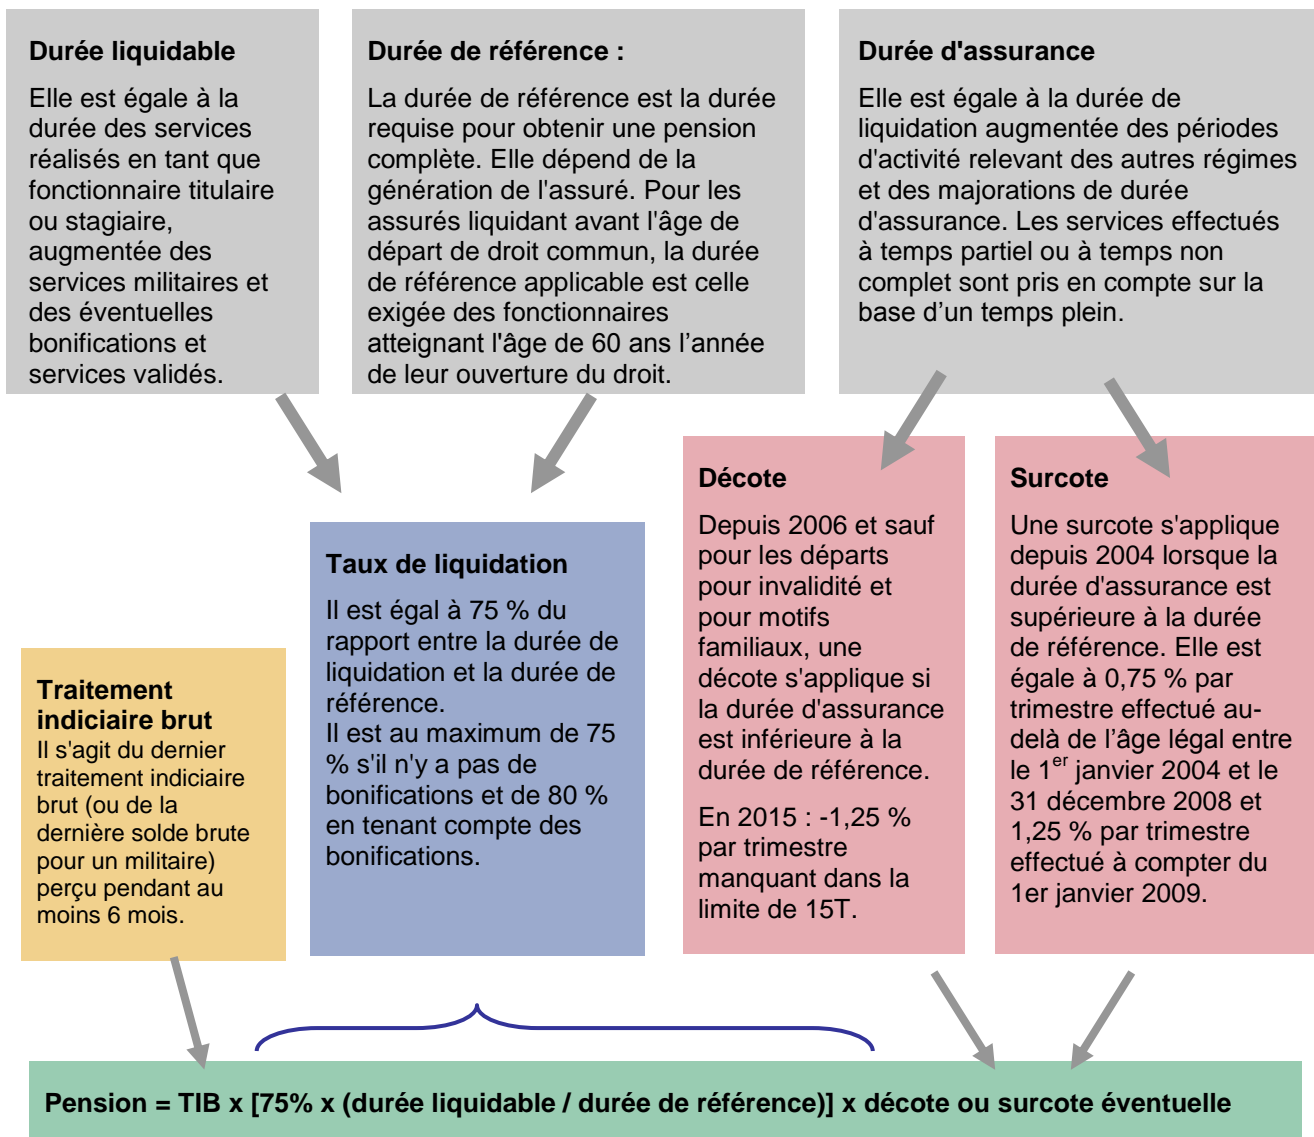 Durée liquidable
Elle est égale à la
durée des services
réalisés en tant que
fonctionnaire titulaire
ou stagiaire,
augmentée des
services militaires et
des éventuelles
bonifications et
services validés.
Durée de référence :
La durée de référence est la durée
requise pour obtenir une pension
complète. Elle dépend de la
génération de l'assuré. Pour les
assurés liquidant avant l'âge de
départ de droit commun, la durée
de référence applicable est celle
exigée des fonctionnaires
atteignant l'âge de 60 ans l’année
de leur ouverture du droit.
Durée d'assurance
Elle est égale à la durée de
liquidation augmentée des périodes
d'activité relevant des autres régimes
et des majorations de durée
d'assurance. Les services effectués
à temps partiel ou à temps non
complet sont pris en compte sur la
base d’un temps plein.
Traitement
indiciaire brut
Il s'agit du dernier
traitement indiciaire
brut (ou de la
dernière solde brute
pour un militaire)
perçu pendant au
moins 6 mois.
Taux de liquidation
Il est égal à 75 % du
rapport entre la durée de
liquidation et la durée de
référence.
Il est au maximum de 75
% s'il n'y a pas de
bonifications et de 80 %
en tenant compte des
bonifications.
Décote
Depuis 2006 et sauf
pour les départs
pour invalidité et
pour motifs
familiaux, une
décote s'applique si
la durée d'assurance
est inférieure à la
durée de référence.
En 2015 : -1,25 %
par trimestre
manquant dans la
limite de 15T.
Surcote
Une surcote s'applique
depuis 2004 lorsque la
durée d'assurance est
supérieure à la durée
de référence. Elle est
égale à 0,75 % par
trimestre effectué au-
delà de l’âge légal entre
le 1er janvier 2004 et le
31 décembre 2008 et
1,25 % par trimestre
effectué à compter du
1er janvier 2009.
Pension = TIB x [75% x (durée liquidable / durée de référence)] x décote ou surcote éventuelle